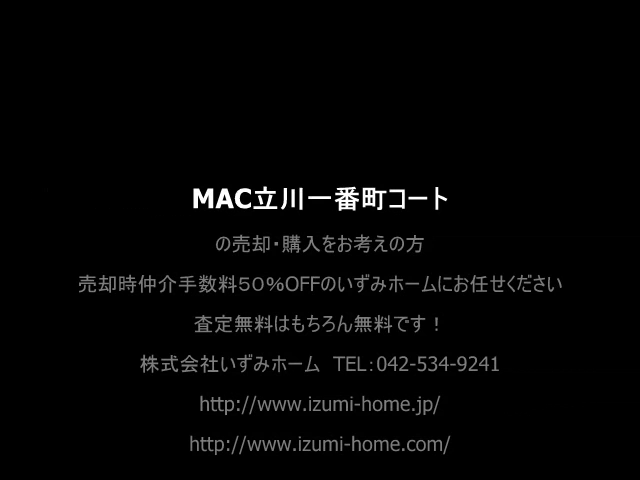 MAC立川一番町コート
の売却・購入をお考えの方
売却時仲介手数料５０％OFFのいずみホームにお任せください
査定無料はもちろん無料です！
株式会社いずみホーム　TEL：042-534-9241
http://www.izumi-home.jp/
http://www.izumi-home.com/